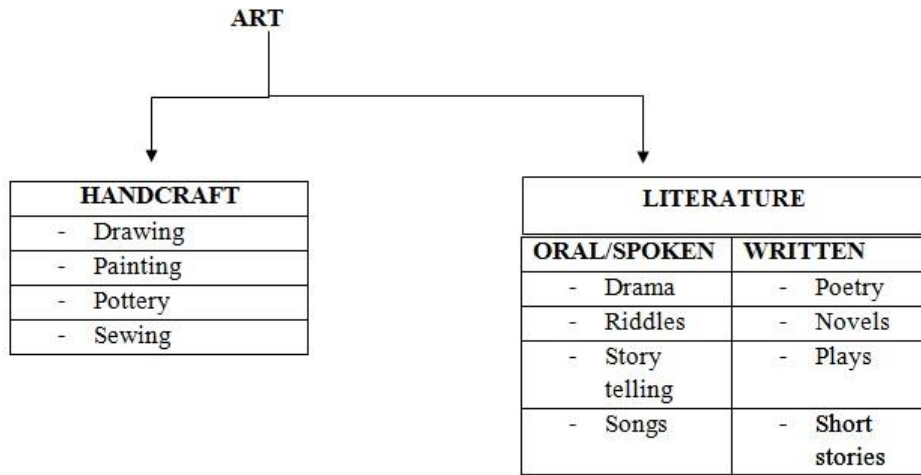 ART
HANDCRAFT
- Drawing
- Painting
- Pottery
- Sewing
LITERATURE
ORAL/SPOKEN WRITTEN
- Drama - Poetry
- Riddles - Novels
- Story - Plays
telling
- Songs - Short
stories